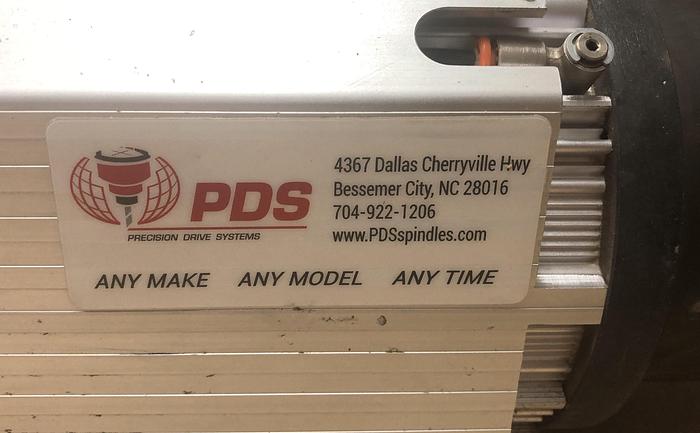 PDS
PRECISION DRIVE SYSTEMS
4367 Dallas Cherryville Hwy
Bessemer City, NC 28016
704-922-1206
www.PDSspindles.com
ANY MAKE ANY MODEL ANY TIME